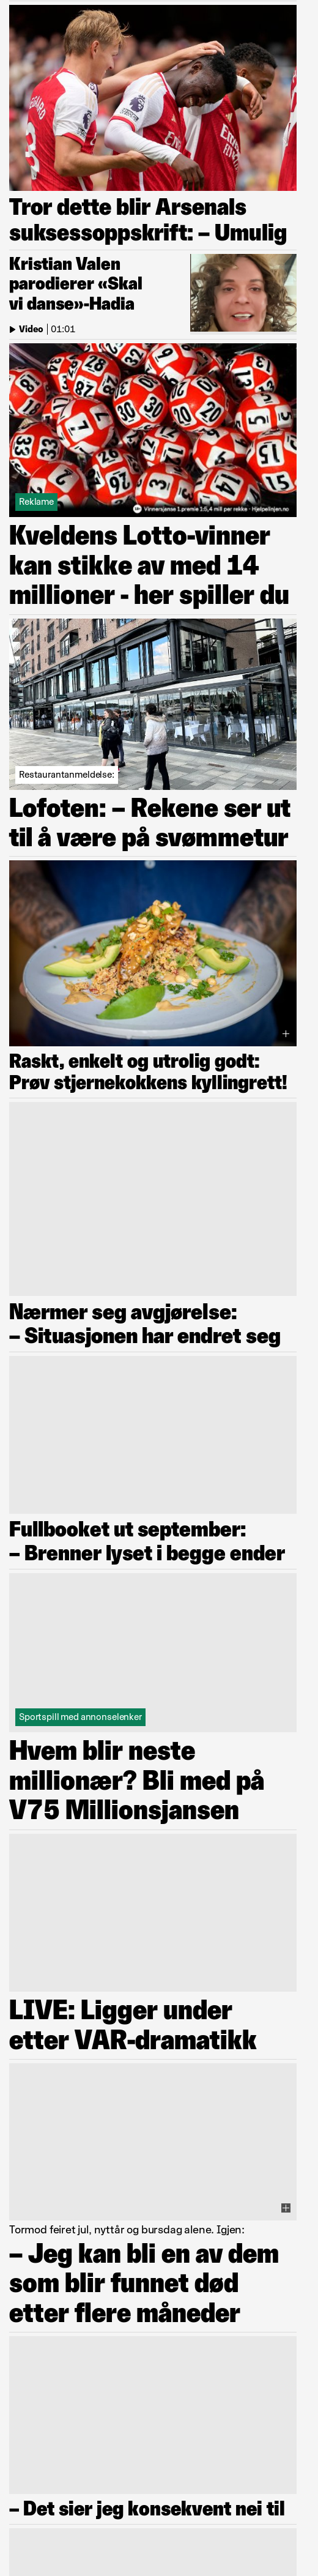 Tror dette blir Arsenals
suksessoppskrift: – Umulig
Kristian Valen
parodierer «Skal
vi danse»-Hadia
Video | 01:01
Reklame
Vinnersjanse 1.premie 1:5,4 mill per rekke - Hjelpelinjen.no
Kveldens Lotto-vinner
kan stikke av med 14
millioner - her spiller du
Restaurantanmeldelse:
Lofoten: – Rekene ser ut
til å være på svømmetur
Raskt, enkelt og utrolig godt:
Prøv stjernekokkens kyllingrett!
Nærmer seg avgjørelse:
– Situasjonen har endret seg
Fullbooket ut september:
– Brenner lyset i begge ender
Sportspill med annonselenker
Hvem blir neste
millionær? Bli med på
V75 Millionsjansen
LIVE: Ligger under
etter VAR-dramatikk
Tormod feiret jul, nyttår og bursdag alene. Igjen:
– Jeg kan bli en av dem
som blir funnet død
etter flere måneder
– Det sier jeg konsekvent nei til